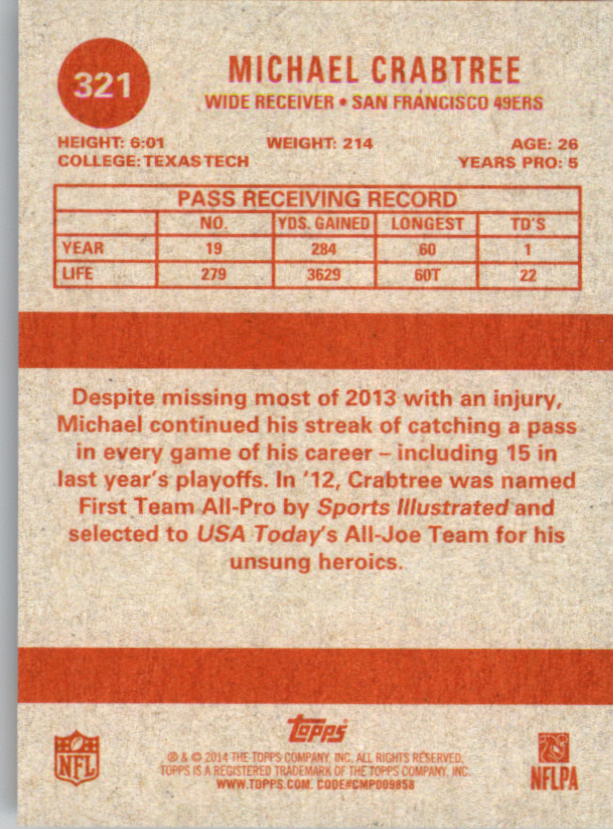 321
MICHAEL CRABTREE
WIDE RECEIVER • SAN FRANCISCO 49ERS
HEIGHT: 6:01 WEIGHT: 214 AGE: 26
COLLEGE: TEXAS TECH YEARS PRO: 5
PASS RECEIVING RECORD
NO. YDS. GAINED LONGEST TD'S
YEAR 19 284 60 1
LIFE 279 3629 60T 22
Despite missing most of 2013 with an injury,
Michael continued his streak of catching a pass
in every game of his career – including 15 in
last year's playoffs. In '12, Crabtree was named
First Team All-Pro by Sports Illustrated and
selected to USA Today's All-Joe Team for his
unsung heroics.
Topps
® & © 2014 THE TOPPS COMPANY, INC. ALL RIGHTS RESERVED.
TOPPS IS A REGISTERED TRADEMARK OF THE TOPPS COMPANY, INC.
WWW.TOPPS.COM. CODE#CMP009858
NFL
NFLPA